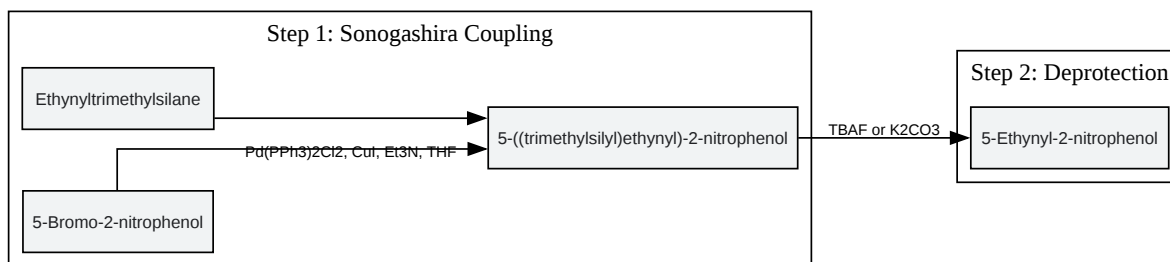 Step 1: Sonogashira Coupling
Ethynyltrimethylsilane
Pd(PPh3)2Cl2, CuI, Et3N, THF
5-Bromo-2-nitrophenol
5-((trimethylsilyl)ethynyl)-2-nitrophenol
TBAF or K2CO3
Step 2: Deprotection
5-Ethynyl-2-nitrophenol